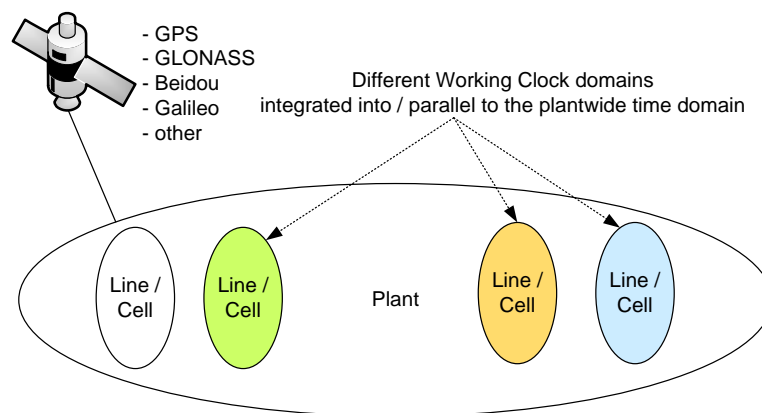 - GPS
- GLONASS
- Beidou
- Galileo
- other
Different Working Clock domains
integrated into / parallel to the plantwide time domain
Line /
Cell
Line /
Cell
Plant
Line /
Cell
Line /
Cell